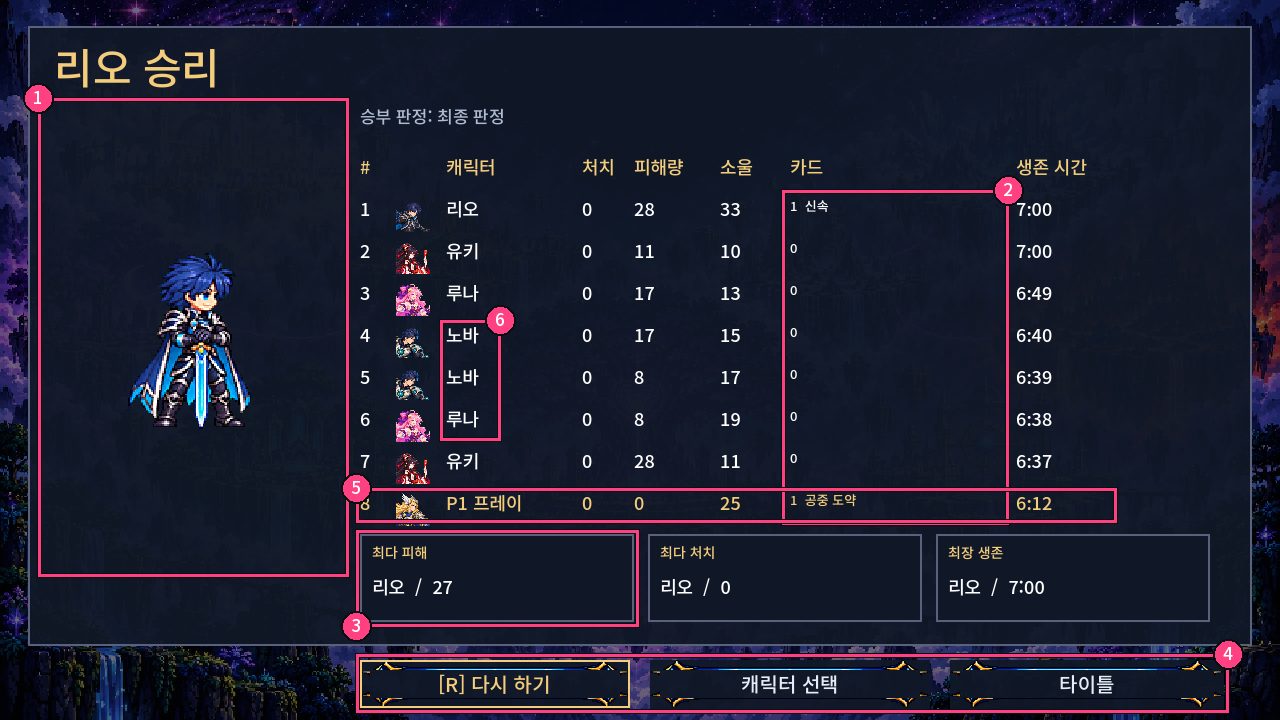 리오 승리
1
승부 판정: 최종 판정
# 캐릭터 처치 피해량 소울 카드 생존 시간
2
1 리오 0 28 33 1 신속 7:00
2 유키 0 11 10 0 7:00
3 루나 0 17 13 0 6:49
6
4 노바 0 17 15 0 6:40
5 노바 0 8 17 0 6:39
6 루나 0 8 19 0 6:38
7 유키 0 28 11 0 6:37
5
8 P1 프레이 0 0 25 1 공중 도약 6:12
최다 피해 최다 처치 최장 생존
리오 / 27 리오 / 0 리오 / 7:00
3
4
[R] 다시 하기 캐릭터 선택 타이틀